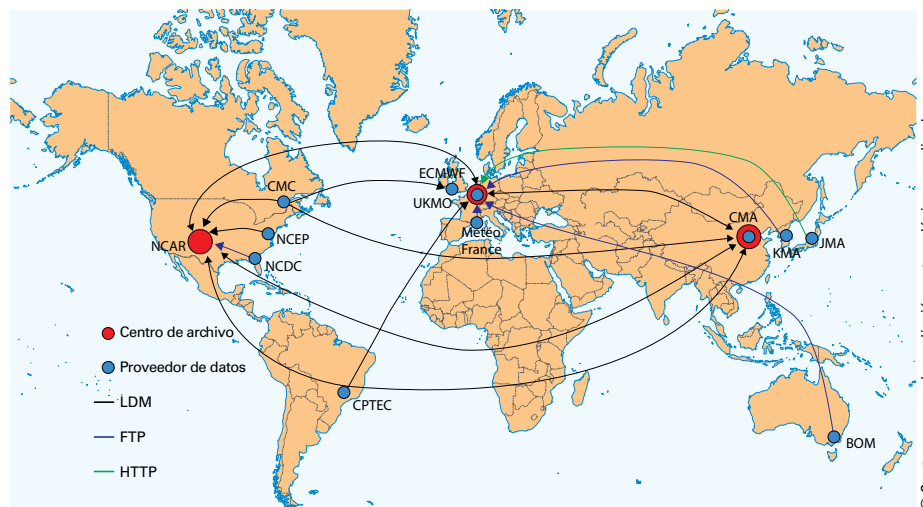 ECMWF
CMC
UKMO
CMA
NCEP
Météo
France
NCAR
JMA
KMA
NCDC
Centro de archivo
Proveedor de datos
LDM
CPTEC
FTP
BOM
HTTP